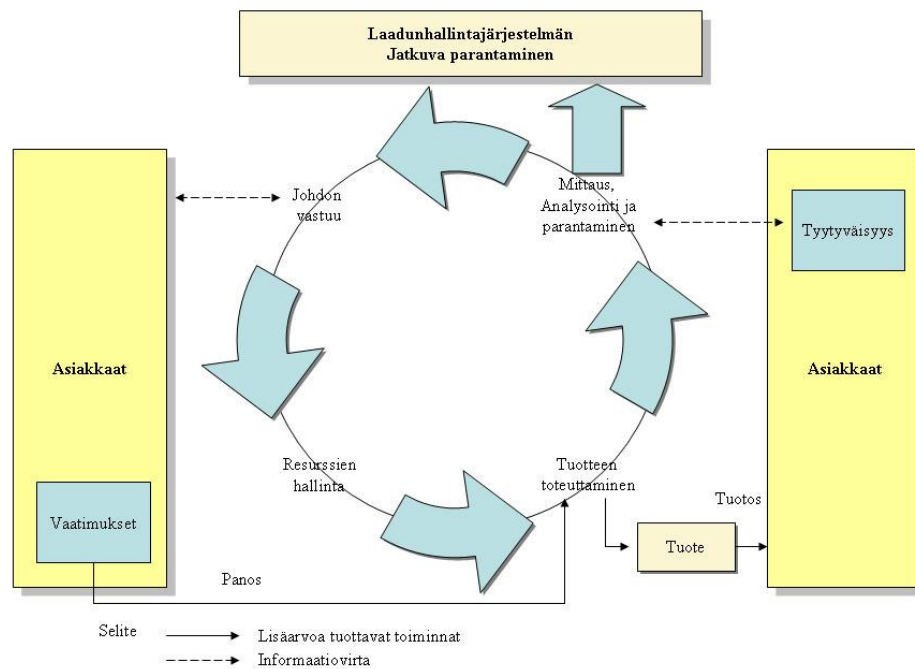 Laadunhallintajärjestelmän
Jatkuva parantaminen
Johdon
vastuu
Mittaus,
Analysointi ja
parantaminen
Tyytyväisyys
Asiakkaat
Asiakkaat
Resurssien
hallinta
Tuotteen
toteuttaminen
Tuotos
Vaatimukset
Tuote
Panos
Selite
Lisäarvoa tuottavat toiminnat
Informaatiovirta